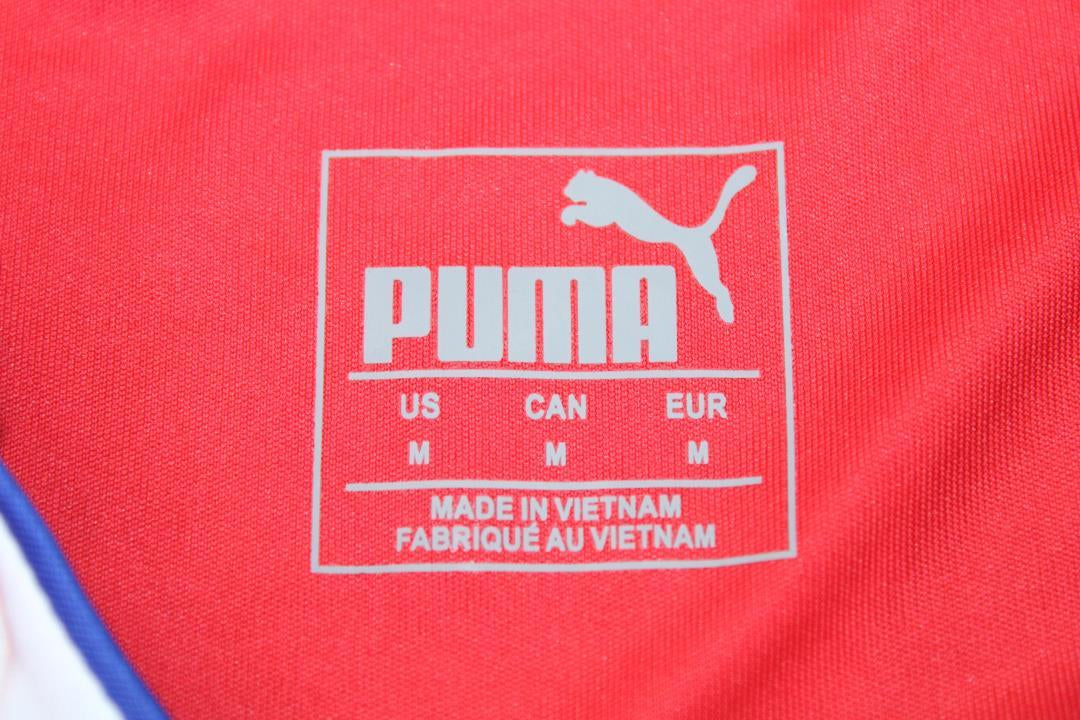 PUMA
US CAN EUR
M M M
MADE IN VIETNAM
FABRIQUÉ AU VIETNAM